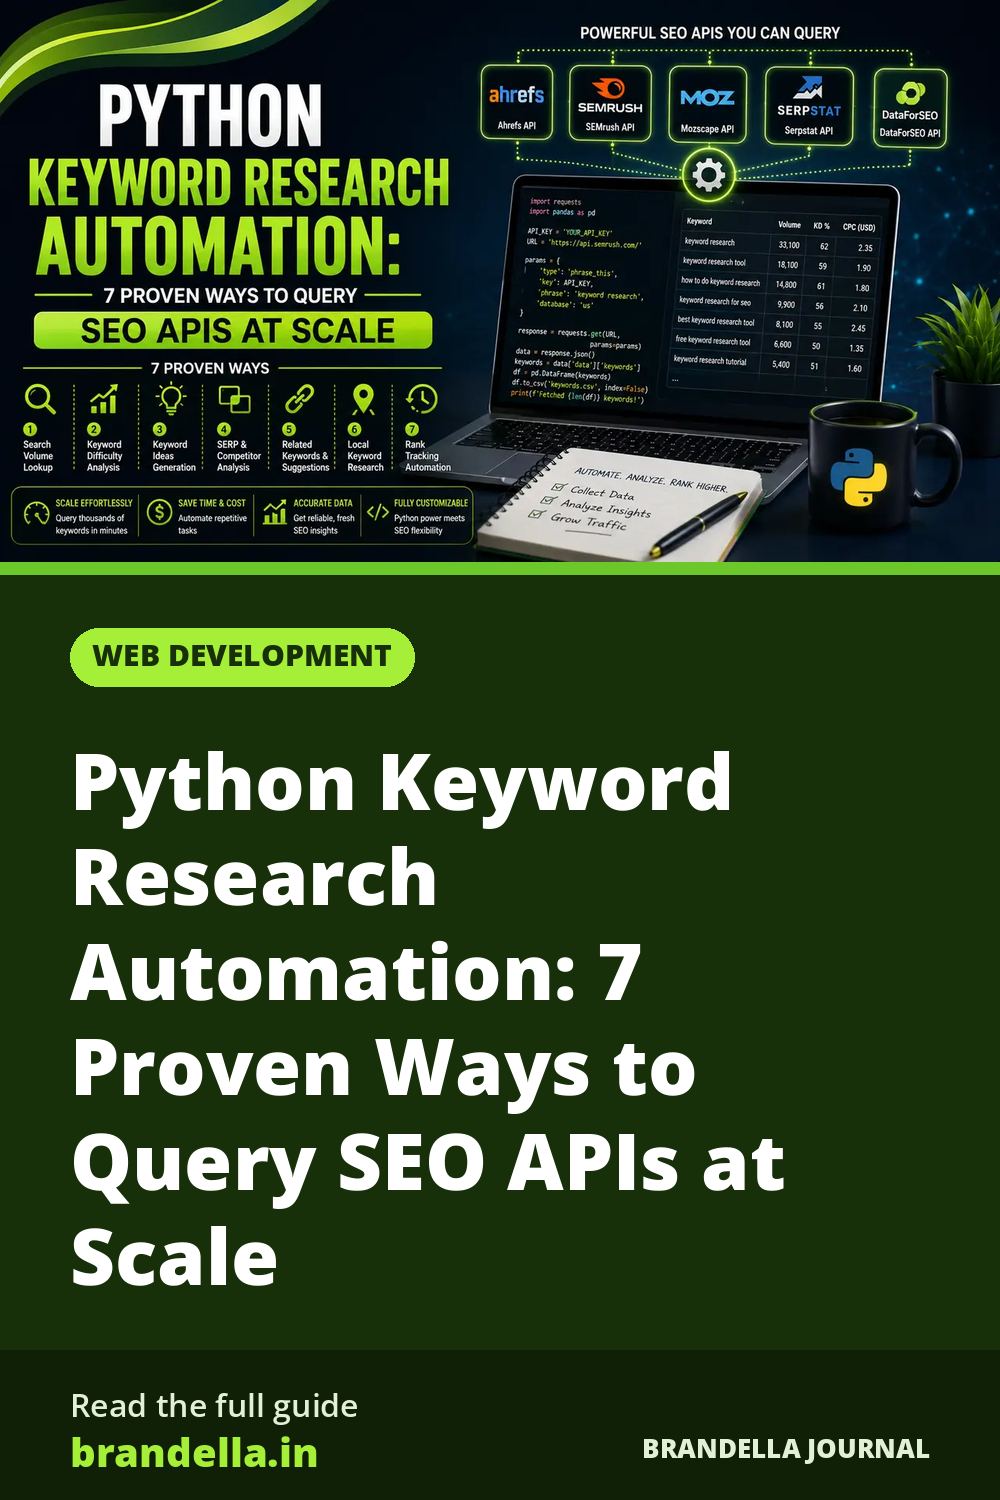 POWERFUL SEO APIS YOU CAN QUERY
ahrefs
Ahrefs API
SEMRUSH
SEMrush API
MOZ
Mozscape API
SERPSTAT
Serpstat API
DataForSEO
DataForSEO API
PYTHON
KEYWORD RESEARCH
AUTOMATION:
7 PROVEN WAYS TO QUERY
SEO APIS AT SCALE
7 PROVEN WAYS
1
Search
Volume
Lookup
2
Keyword
Difficulty
Analysis
3
Keyword
Ideas
Generation
4
SERP &
Competitor
Analysis
5
Related
Keywords &
Suggestions
6
Local
Keyword
Research
7
Rank
Tracking
Automation
SCALE EFFORTLESSLY
Query thousands of
keywords in minutes
SAVE TIME & COST
Automate repetitive
tasks
ACCURATE DATA
Get reliable, fresh
SEO insights
FULLY CUSTOMIZABLE
Python power meets
SEO flexibility
import requests
import pandas as pd
API_KEY = 'YOUR_API_KEY'
URL = 'https://api.semrush.com/'
params = {
'type': 'phrase_this',
'key': API_KEY,
'phrase': 'keyword research',
'database': 'us'
}
response = requests.get(URL,
params=params)
data = response.json()
keywords = data['data']['keywords']
df = pd.DataFrame(keywords)
df.to_csv('keywords.csv', index=False)
print(f'Fetched {len(df)} keywords!')
Keyword Volume KD % CPC (USD)
keyword research 33,100 62 2.35
keyword research tool 18,100 59 1.90
how to do keyword research 14,800 61 1.80
keyword research for seo 9,900 56 2.10
best keyword research tool 8,100 55 2.45
free keyword research tool 6,600 50 1.35
keyword research tutorial 5,400 51 1.60
...
AUTOMATE. ANALYZE. RANK HIGHER.
Collect Data
Analyze Insights
Grow Traffic
WEB DEVELOPMENT
Python Keyword
Research
Automation: 7
Proven Ways to
Query SEO APIs at
Scale
Read the full guide
brandella.in
BRANDELLA JOURNAL